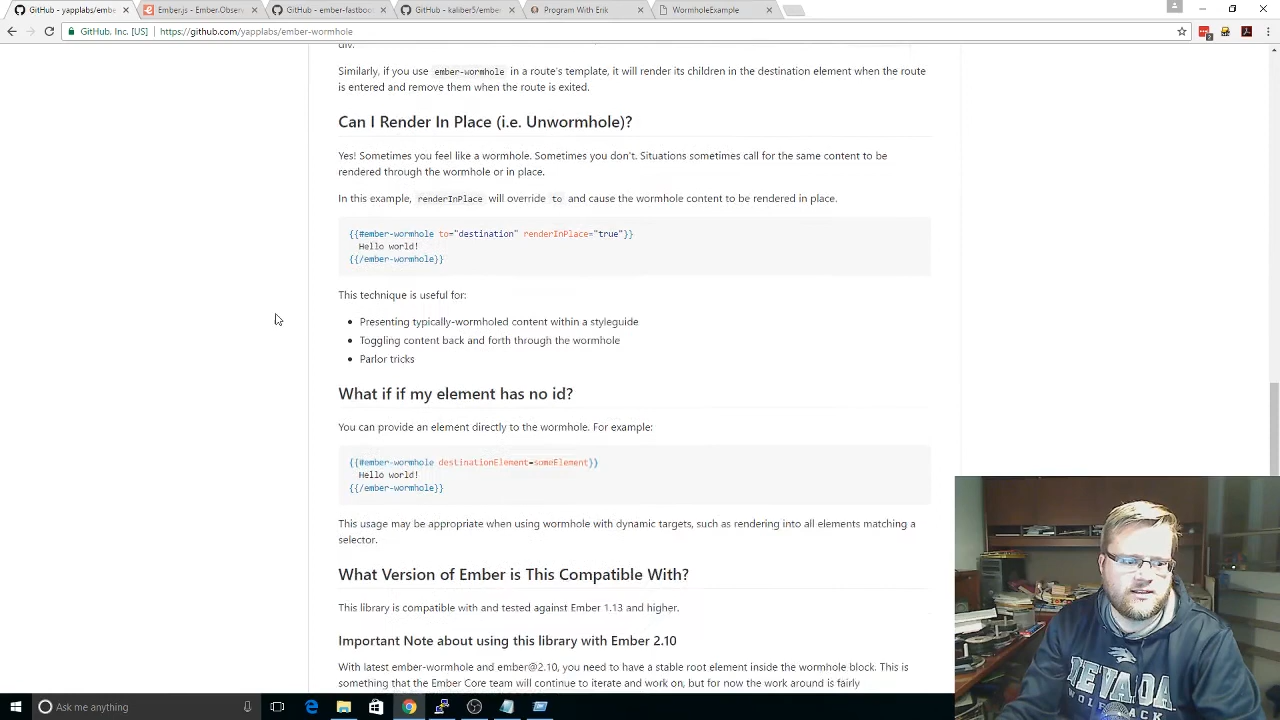 GitHub - yapplabs/embe
Ember.js - Ember.Observ
GitHub - ember-fastboo
GitHub - kaliber5/ember
Program With Erik
WormholeExample
GitHub, Inc. [US]
https://github.com/yapplabs/ember-wormhole
div.
Similarly, if you use ember-wormhole in a route's template, it will render its children in the destination element when the route
is entered and remove them when the route is exited.
Can I Render In Place (i.e. Unwormhole)?
Yes! Sometimes you feel like a wormhole. Sometimes you don't. Situations sometimes call for the same content to be
rendered through the wormhole or in place.
In this example, renderInPlace will override to and cause the wormhole content to be rendered in place.
{{#ember-wormhole to="destination" renderInPlace="true"}}
Hello world!
{{/ember-wormhole}}
This technique is useful for:
Presenting typically-wormholed content within a styleguide
Toggling content back and forth through the wormhole
Parlor tricks
What if if my element has no id?
You can provide an element directly to the wormhole. For example:
{{#ember-wormhole destinationElement=someElement}}
Hello world!
{{/ember-wormhole}}
This usage may be appropriate when using wormhole with dynamic targets, such as rendering into all elements matching a
selector.
What Version of Ember is This Compatible With?
This library is compatible with and tested against Ember 1.13 and higher.
Important Note about using this library with Ember 2.10
With latest ember-wormhole and ember@2.10, you need to have a stable root element inside the wormhole block. This is
something that the Ember Core team will continue to iterate and work on, but for now the work around is fairly
NEVADA
Ask me anything